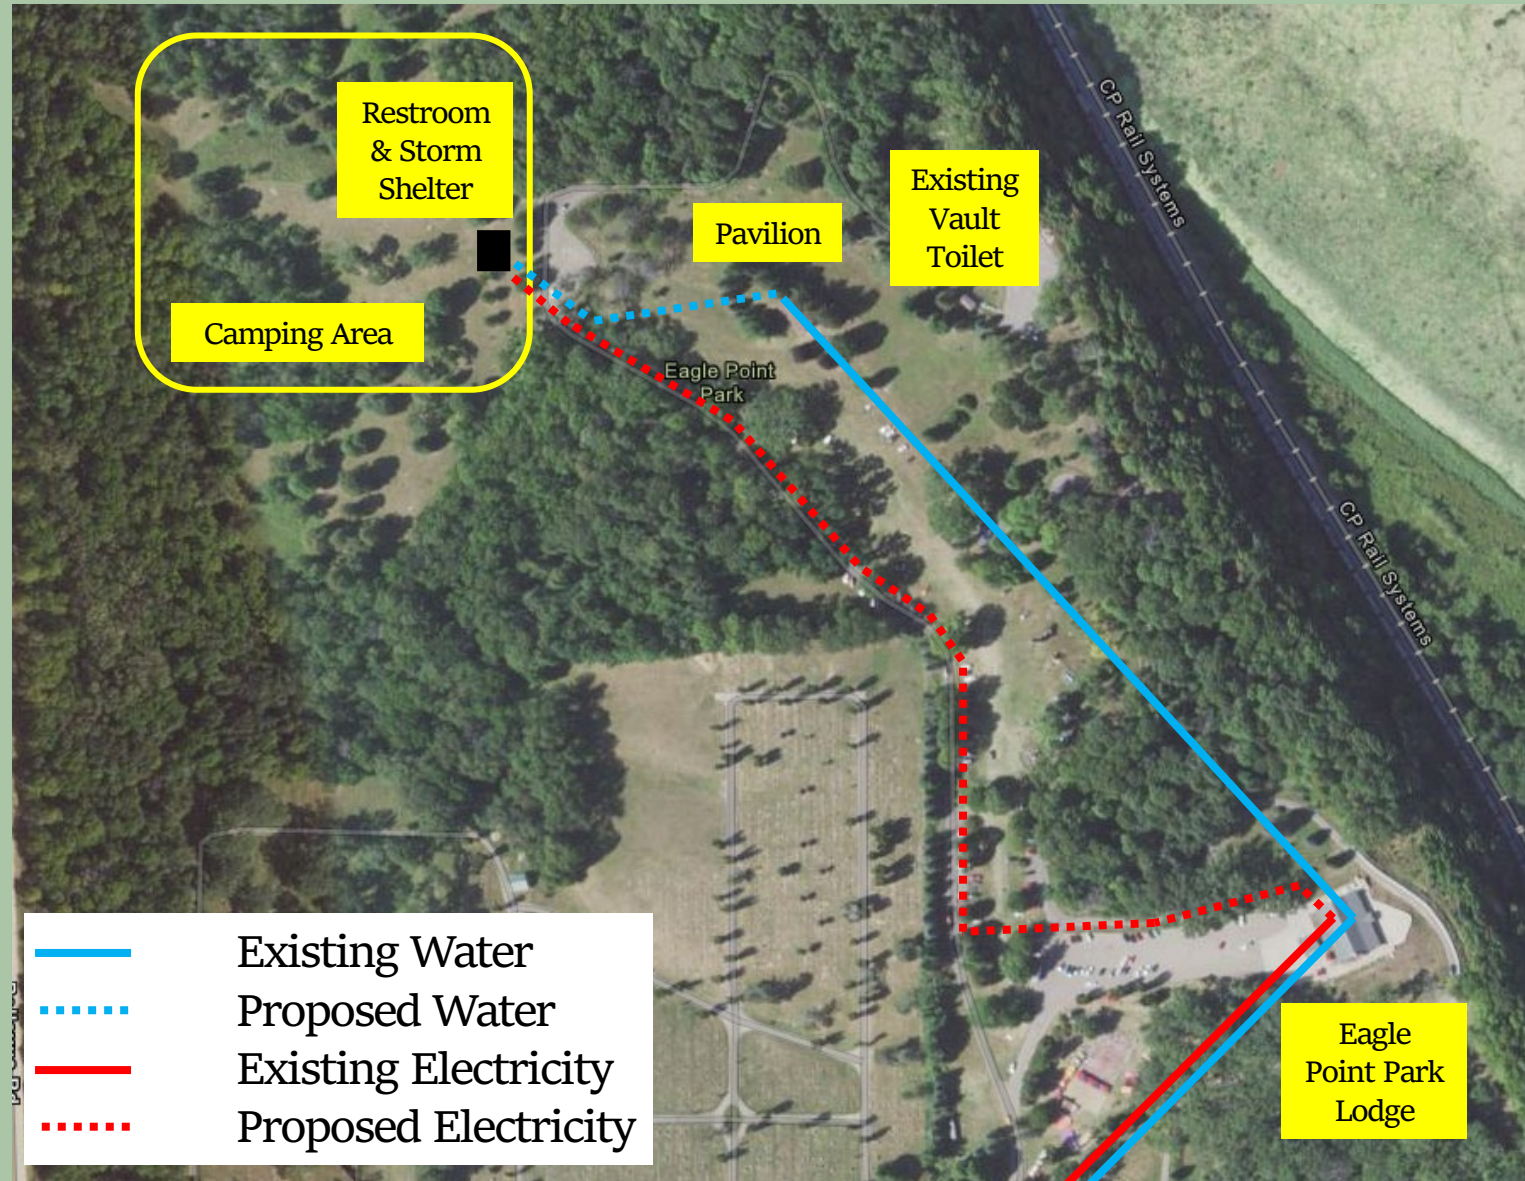 Restroom
& Storm
Shelter
Camping Area
Pavilion
Existing
Vault
Toilet
CP Rail Systems
Eagle Point
Park
CP Rail Systems
Existing Water
Proposed Water
Existing Electricity
Proposed Electricity
Eagle
Point Park
Lodge